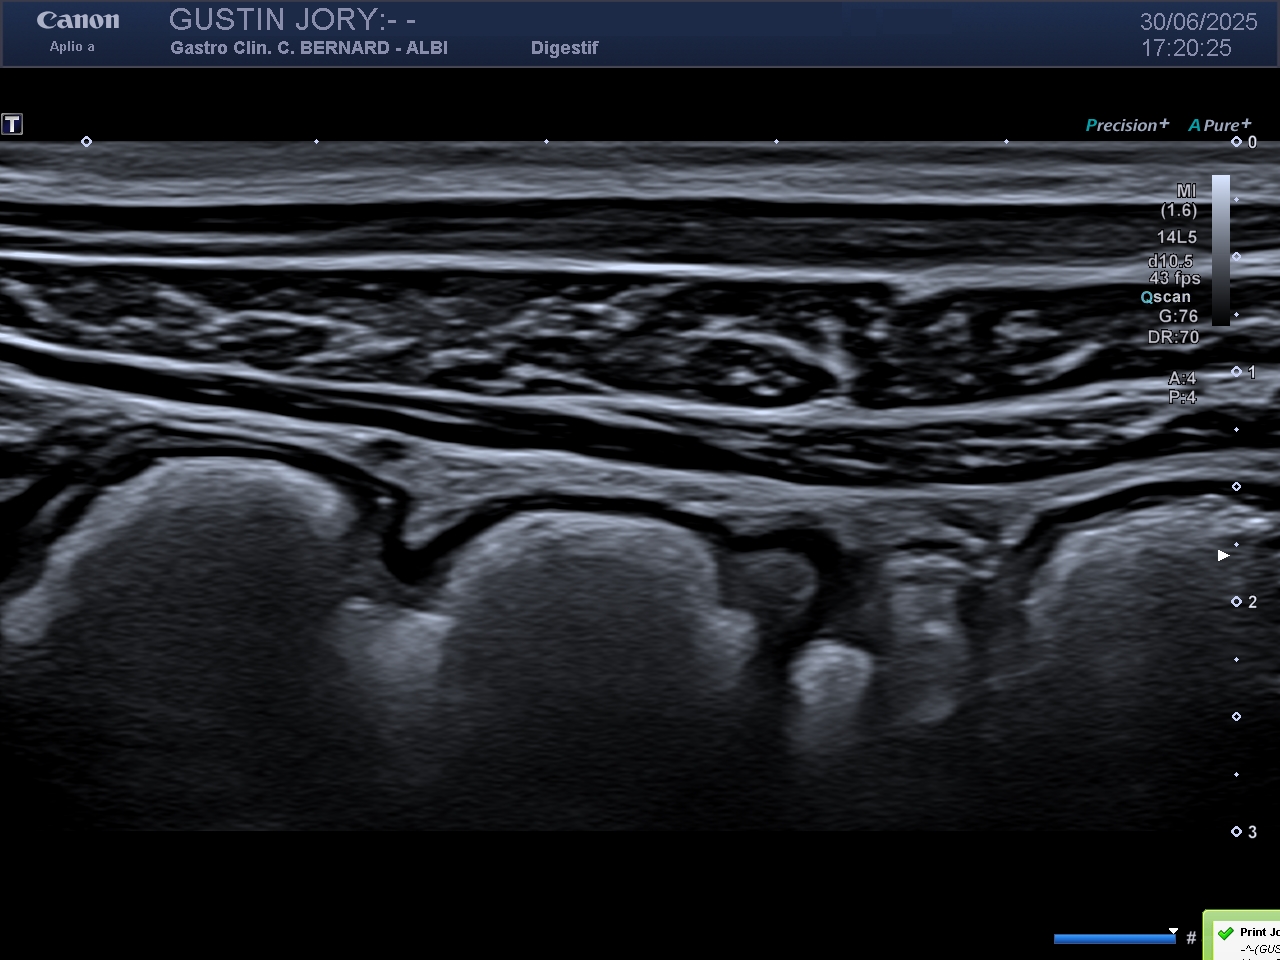 Canon
Aplio a
GUSTIN JORY:- -
Gastro Clin. C. BERNARD - ALBI
Digestif
30/06/2025
17:20:25
T
Precision+ A Pure+
0
MI
(1.6)
14L5
d10.5
43 fps
Qscan
G:76
DR:70
A:4
P:4
1
2
3
#
Print Jo
-^-(GUS